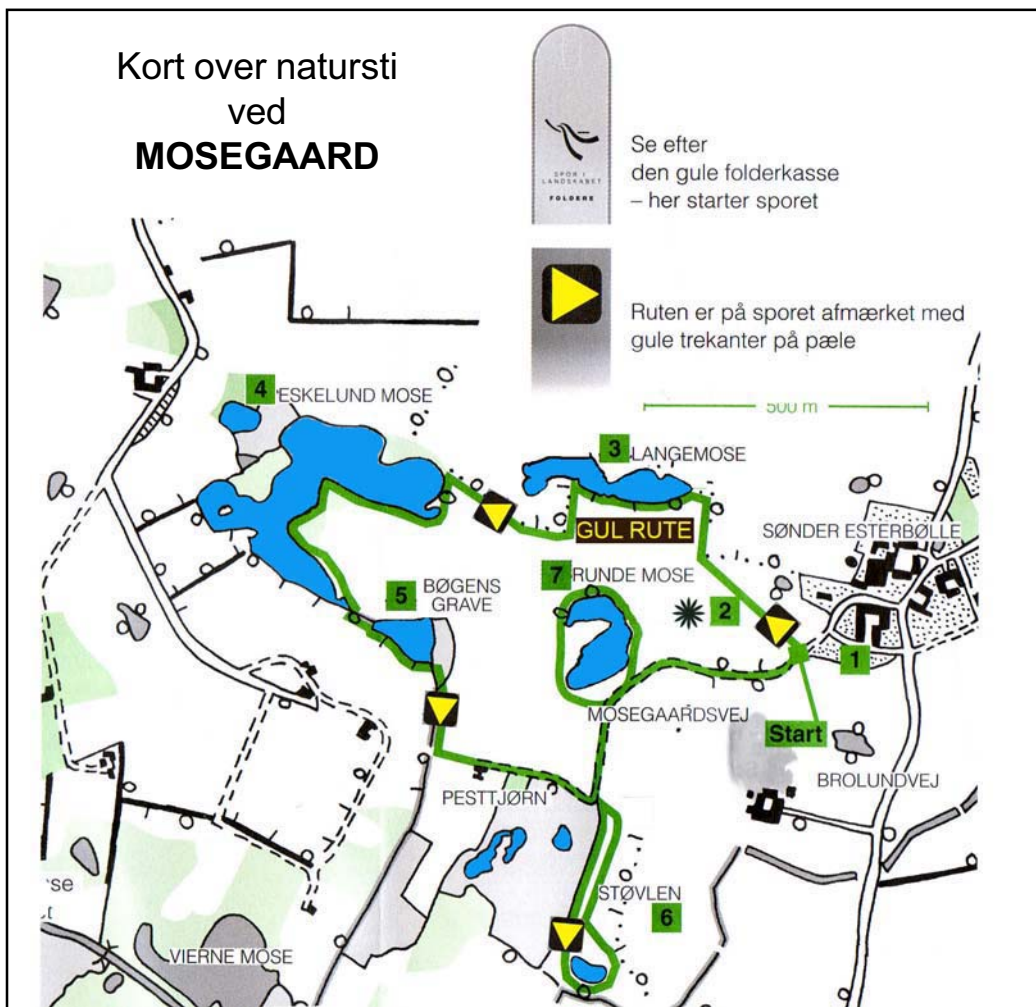 Kort over natursti
ved
MOSEGAARD
SPOR I
LANDSKABET
FOLDERE
Se efter
den gule folderkasse
– her starter sporet
Ruten er på sporet afmærket med
gule trekanter på pæle
500 m
4
ESKELUND MOSE
3
LANGEMOSE
GUL RUTE
SØNDER ESTERBØLLE
5
BØGENS
GRAVE
7
RUNDE MOSE
2
1
MOSEGAARDSVEJ
Start
BROLUNDVEJ
PESTTJØRN
STØVLEN
6
VIERNE MOSE